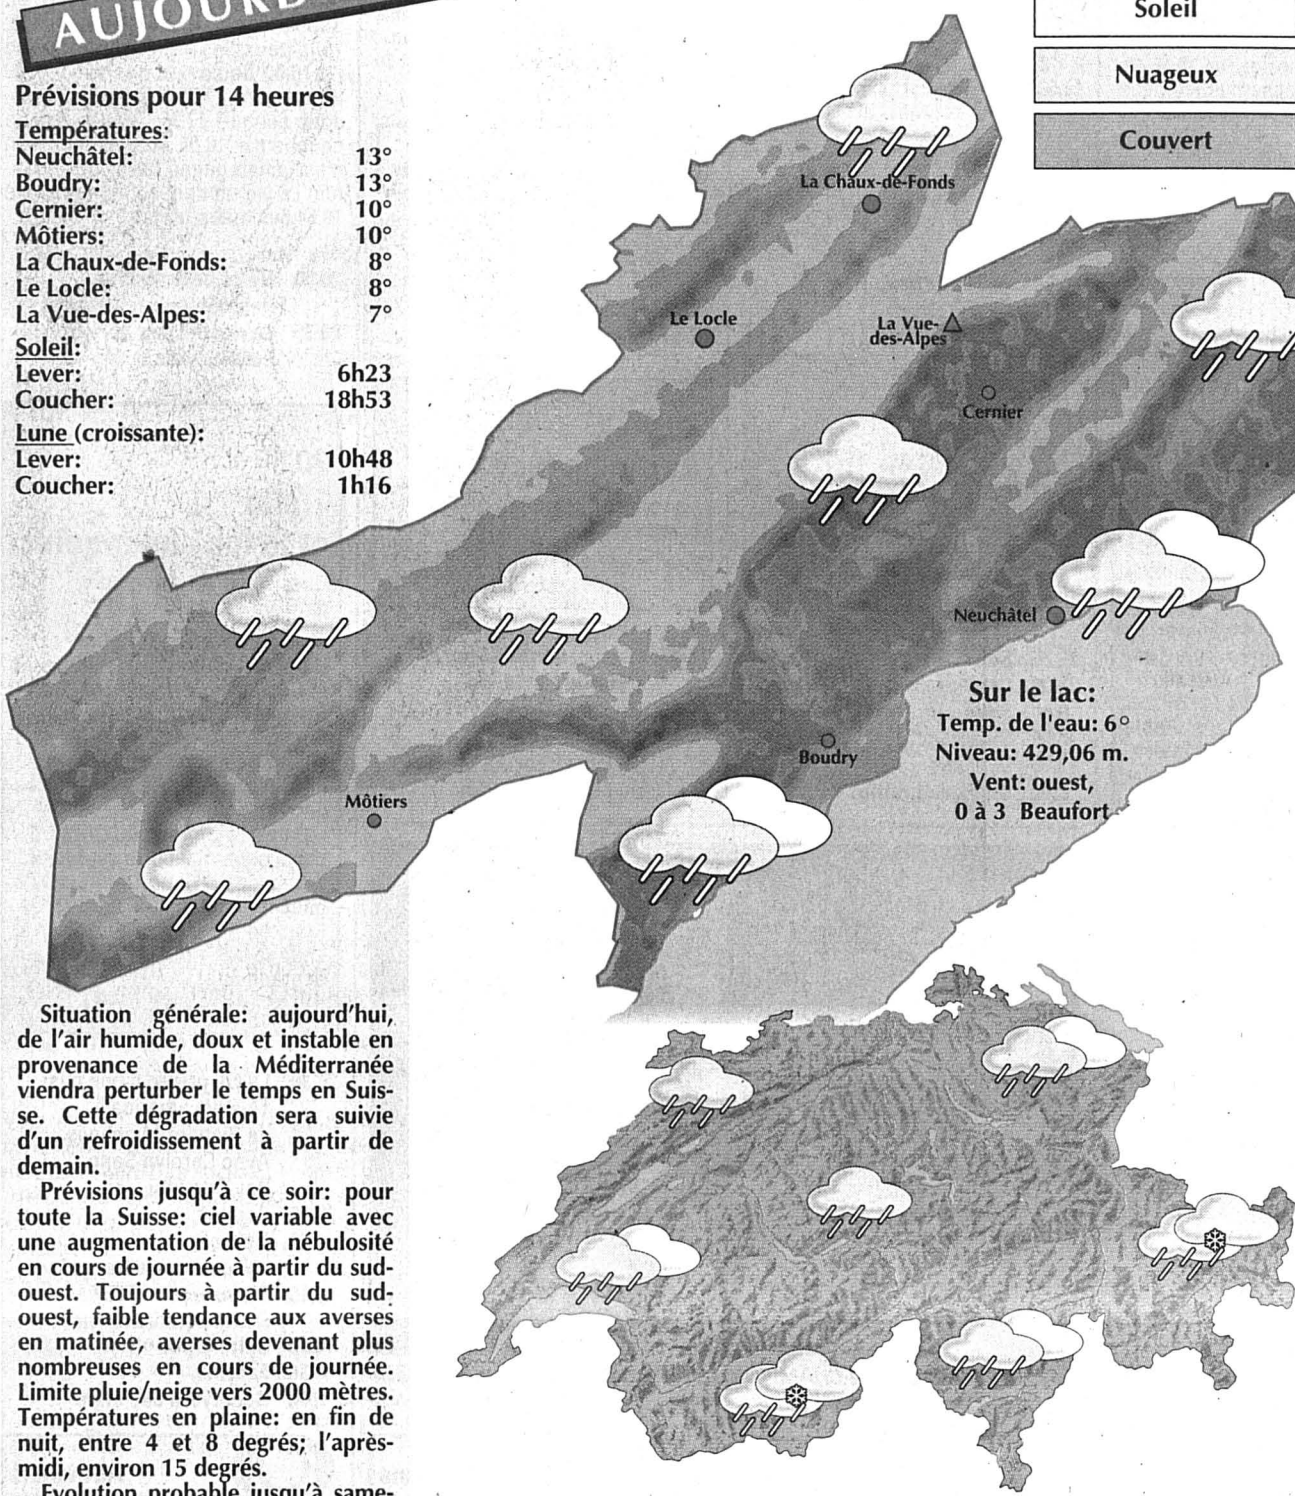 AUJOURD
Prévisions pour 14 heures
Températures:
Neuchâtel: 13°
Boudry: 13°
Cernier: 10°
Môtiers: 10°
La Chaux-de-Fonds: 8°
Le Locle: 8°
La Vue-des-Alpes: 7°
Soleil:
Lever: 6h23
Coucher: 18h53
Lune (croissante):
Lever: 10h48
Coucher: 1h16
Soleil
Nuageux
Couvert
La Chaux-de-Fonds
Le Locle
La Vue-
des-Alpes
Cernier
Neuchâtel
Boudry
Môtiers
Sur le lac:
Temp. de l'eau: 6°
Niveau: 429,06 m.
Vent: ouest,
0 à 3 Beaufort
Situation générale: aujourd'hui,
de l'air humide, doux et instable en
provenance de la Méditerranée
viendra perturber le temps en Suis-
se. Cette dégradation sera suivie
d'un refroidissement à partir de
demain.
Prévisions jusqu'à ce soir: pour
toute la Suisse: ciel variable avec
une augmentation de la nébulosité
en cours de journée à partir du sud-
ouest. Toujours à partir du sud-
ouest, faible tendance aux averses
en matinée, averses devenant plus
nombreuses en cours de journée.
Limite pluie/neige vers 2000 mètres.
Températures en plaine: en fin de
nuit, entre 4 et 8 degrés; l'après-
midi, environ 15 degrés.
Evolution probable jusqu'à same-